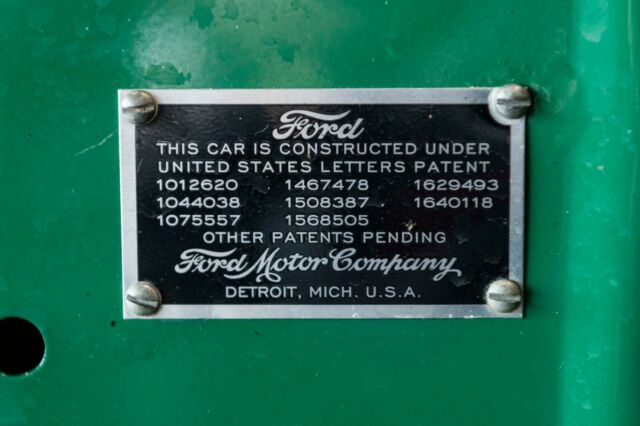 Ford
THIS CAR IS CONSTRUCTED UNDER
UNITED STATES LETTERS PATENT
1012620 1467478 1629493
1044038 1508387 1640118
1075557 1568505
OTHER PATENTS PENDING
Ford Motor Company
DETROIT, MICH. U.S.A.